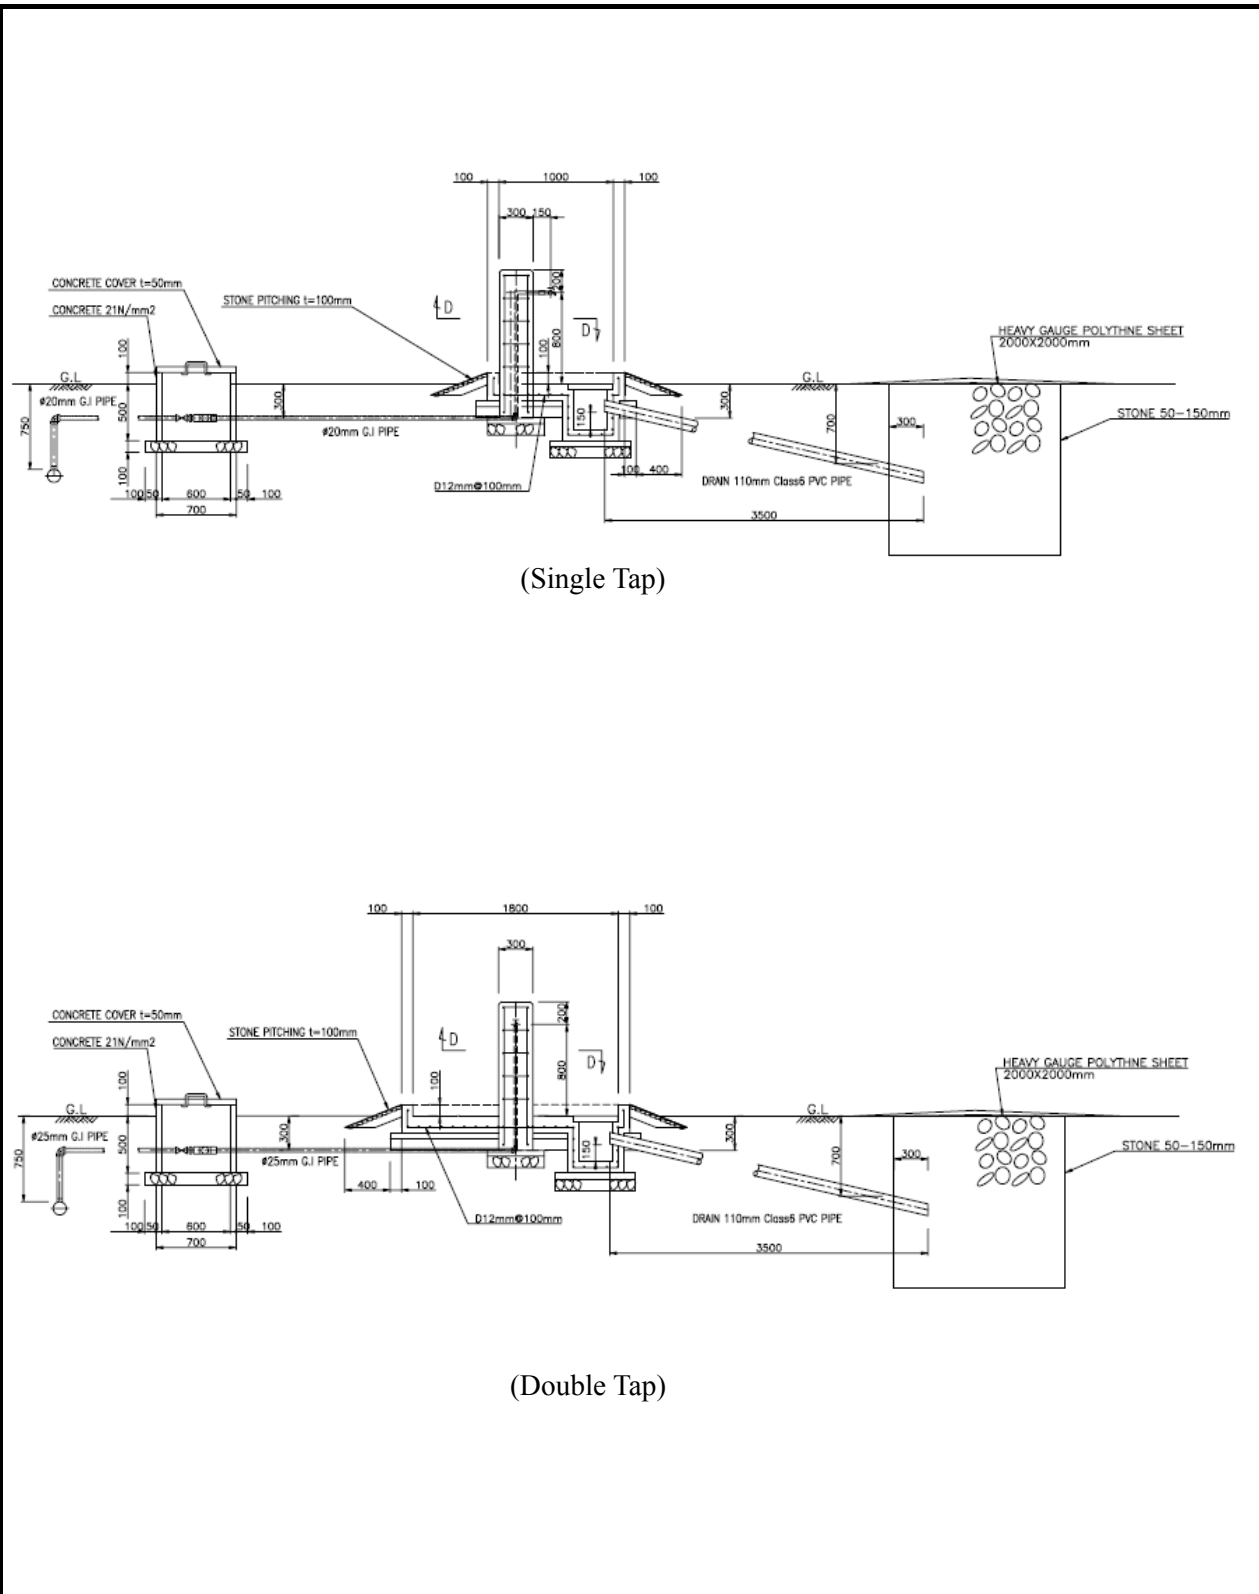 100 1000 100
300 150
CONCRETE COVER t=50mm
CONCRETE 21N/mm2
STONE PITCHING t=100mm
D
D
200
800
100
HEAVY GAUGE POLYTHNE SHEET
2000X2000mm
100
G.L
G.L
ø20mm G.I PIPE
750
500
300
ø20mm G.I PIPE
150
300
700
300
STONE 50-150mm
100
100 50 600 50 100
700
D12mm@100mm
100 400
DRAIN 110mm Class6 PVC PIPE
3500
(Single Tap)
100 1800 100
300
CONCRETE COVER t=50mm
CONCRETE 21N/mm2
STONE PITCHING t=100mm
D
D
200
800
100
HEAVY GAUGE POLYTHNE SHEET
2000X2000mm
100
G.L
G.L
ø25mm G.I PIPE
750
500
300
ø25mm G.I PIPE
150
300
700
300
STONE 50-150mm
100
100 50 600 50 100
700
400 100
D12mm@100mm
DRAIN 110mm Class6 PVC PIPE
3500
(Double Tap)